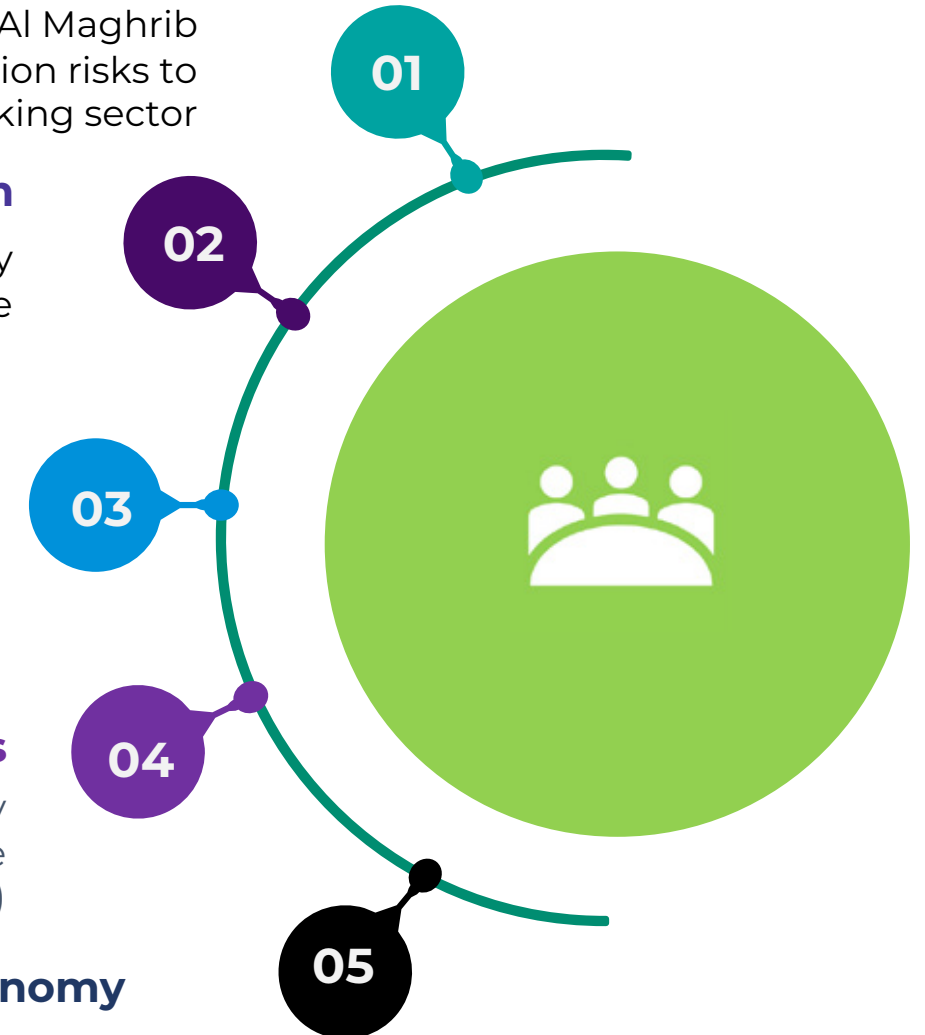 Al Maghrib
ion risks to
king sector
01
n
02
y
e
03
s
04
y
e
)
05
nomy